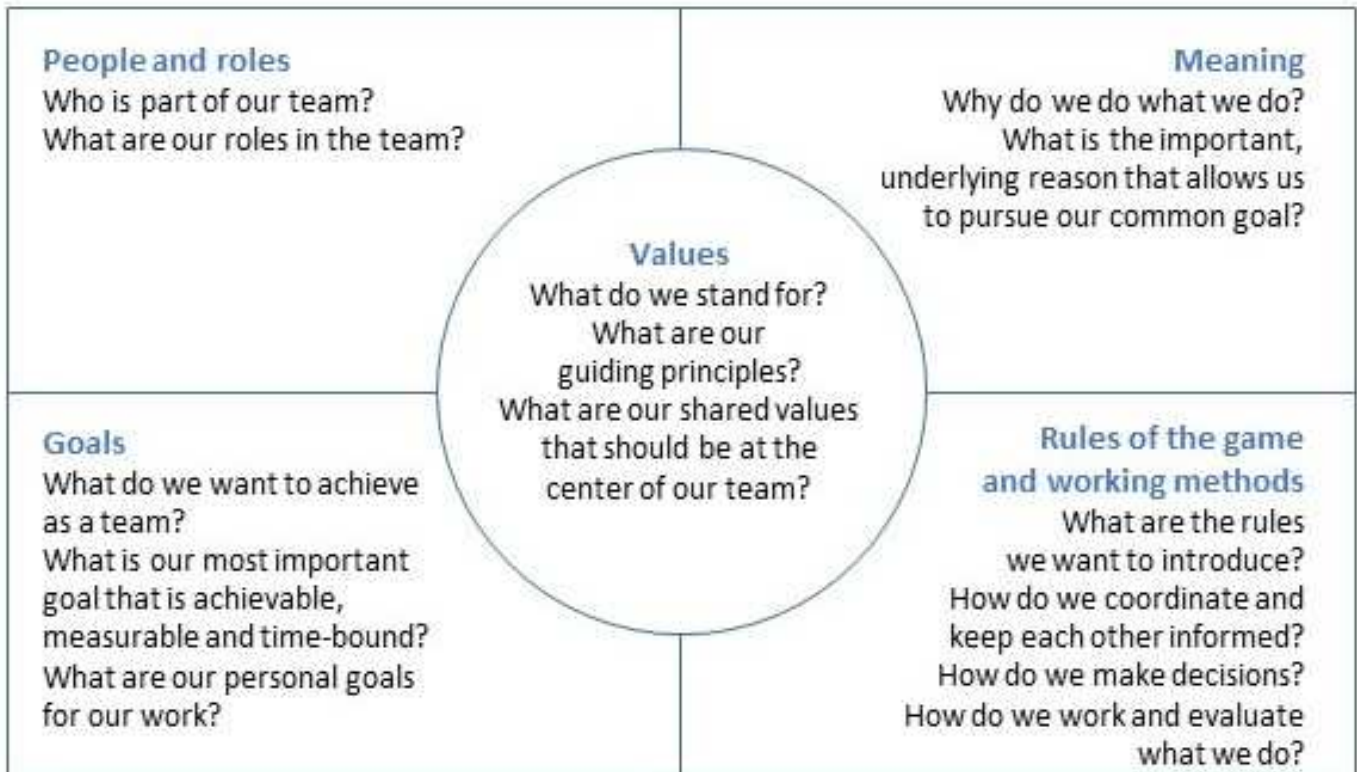 People and roles
Who is part of our team?
What are our roles in the team?
Meaning
Why do we do what we do?
What is the important,
underlying reason that allows us
to pursue our common goal?
Values
What do we stand for?
What are our
guiding principles?
What are our shared values
that should be at the
center of our team?
Goals
What do we want to achieve
as a team?
What is our most important
goal that is achievable,
measurable and time-bound?
What are our personal goals
for our work?
Rules of the game
and working methods
What are the rules
we want to introduce?
How do we coordinate and
keep each other informed?
How do we make decisions?
How do we work and evaluate
what we do?